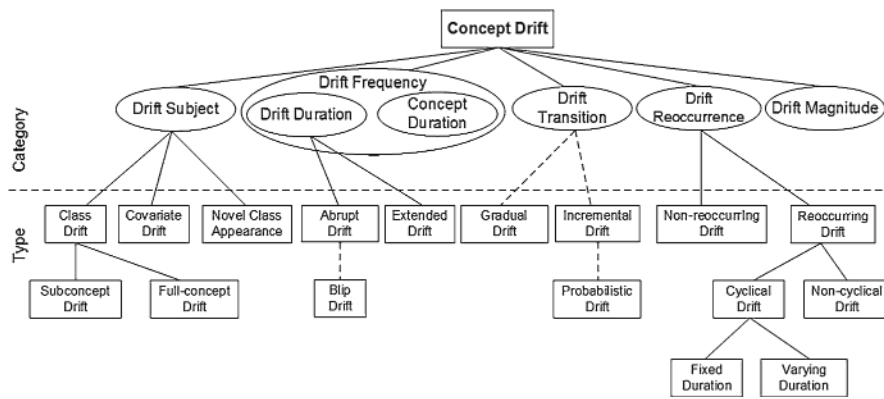 Concept Drift
Drift Frequency
Drift Subject
Drift Duration
Concept
Duration
Drift
Transition
Drift
Reoccurrence
Drift Magnitude
Category
Type
Class
Drift
Covariate
Drift
Novel Class
Appearance
Abrupt
Drift
Extended
Drift
Gradual
Drift
Incremental
Drift
Non-reoccurring
Drift
Reoccurring
Drift
Subconcept
Drift
Full-concept
Drift
Blip
Drift
Probabilistic
Drift
Cyclical
Drift
Non-cyclical
Drift
Fixed
Duration
Varying
Duration